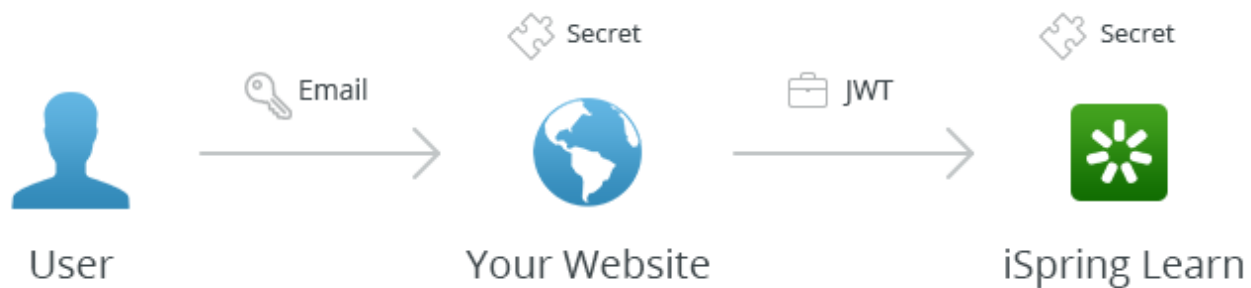 Secret
Secret
Email
JWT
User
Your Website
iSpring Learn